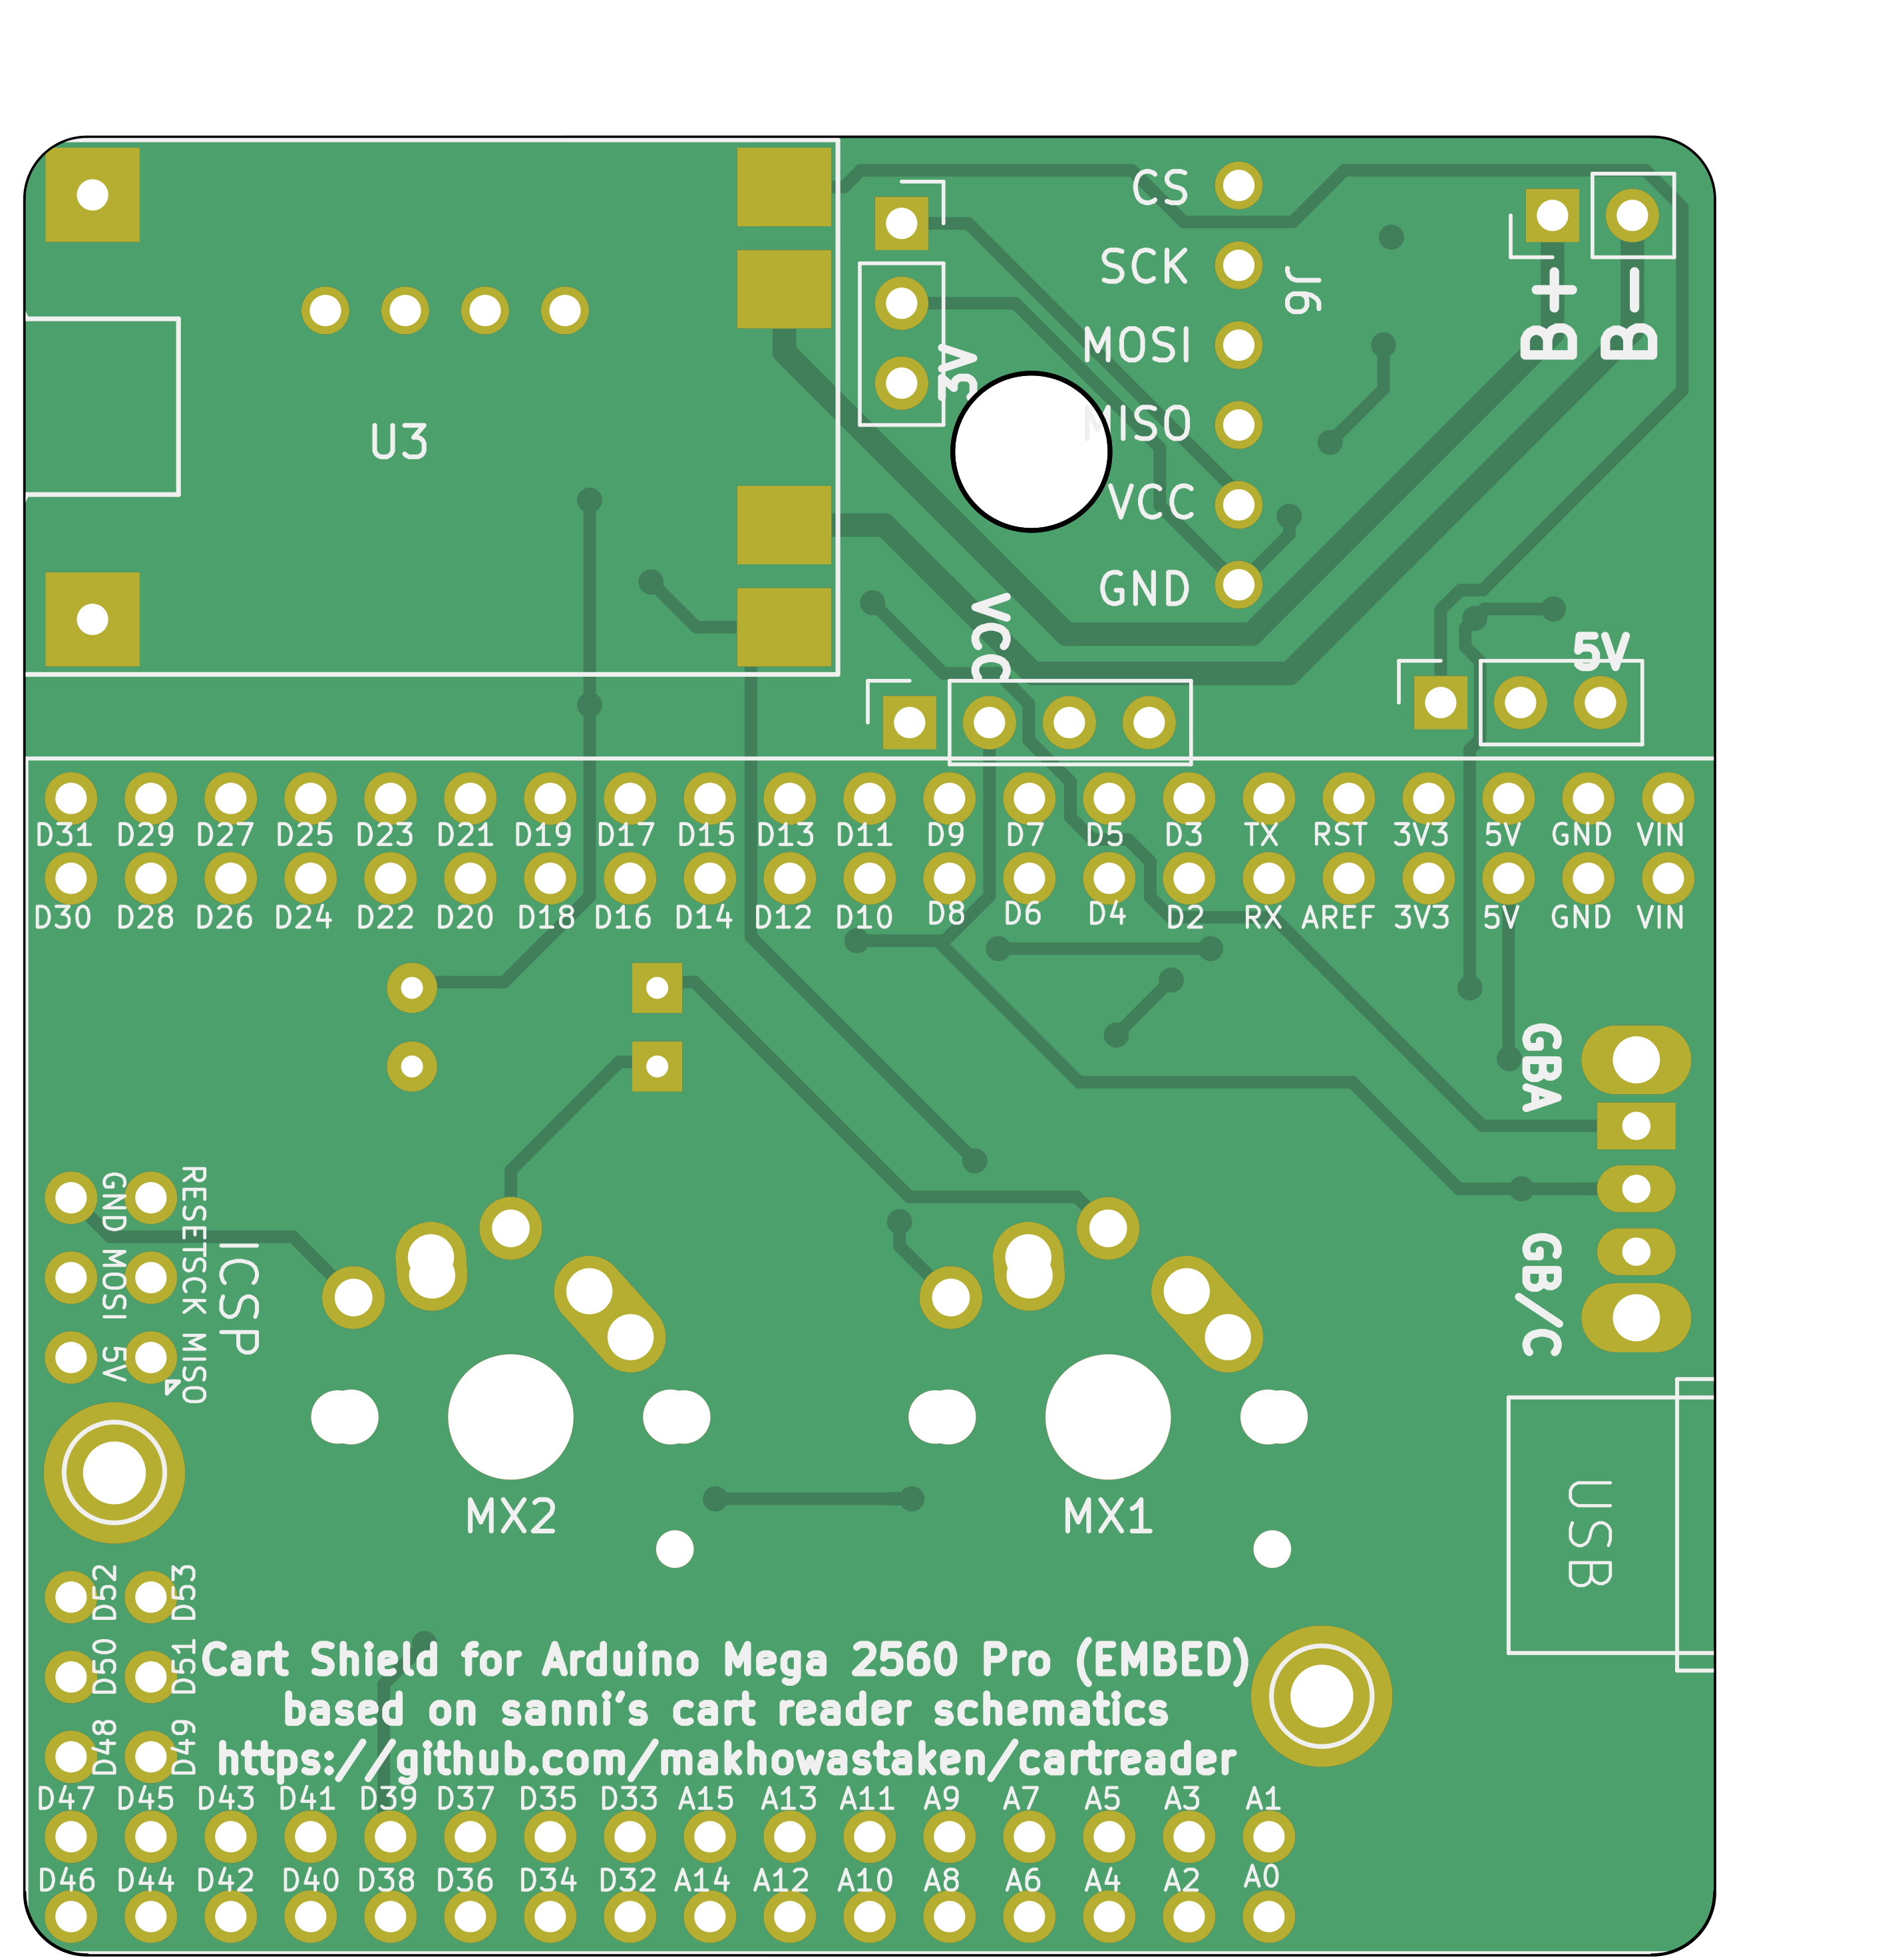 CS
SCK
J6
MOSI
B+
B-
3V
U3
MISO
VCC
GND
VCC
5V
D31 D29 D27 D25 D23 D21 D19 D17 D15 D13 D11 D9 D7 D5 D3 TX RST 3V3 5V GND VIN
D30 D28 D26 D24 D22 D20 D18 D16 D14 D12 D10 D8 D6 D4 D2 RX AREF 3V3 5V GND VIN
GBA
GB/C
GND MOSI 5V
RESET SCK MISO
ICSP
MX2 MX1
USB
D52 D53
D50 D51
D48 D49
Cart Shield for Arduino Mega 2560 Pro (EMBED)
based on sanni's cart reader schematics
https://github.com/makhowastaken/cartreader
D47 D45 D43 D41 D39 D37 D35 D33 A15 A13 A11 A9 A7 A5 A3 A1
D46 D44 D42 D40 D38 D36 D34 D32 A14 A12 A10 A8 A6 A4 A2 A0